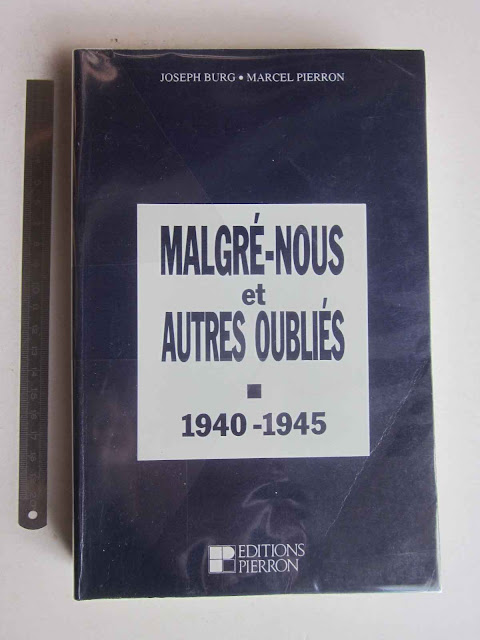 JOSEPH BURG • MARCEL PIERRON
MALGRÉ-NOUS
et
AUTRES OUBLIÉS
■
1940-1945
EDITIONS
PIERRON